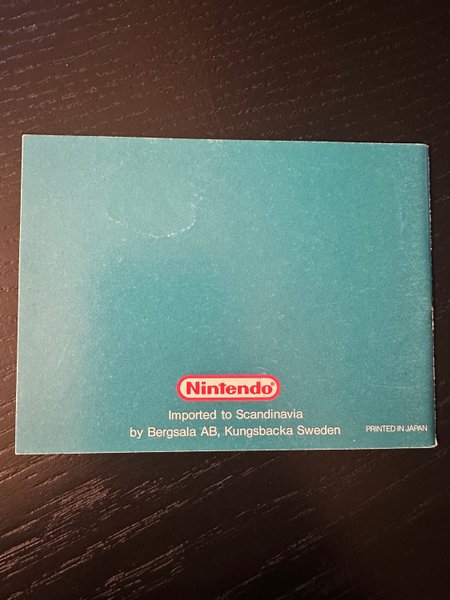 Nintendo®
Imported to Scandinavia
by Bergsala AB, Kungsbacka Sweden
PRINTED IN JAPAN